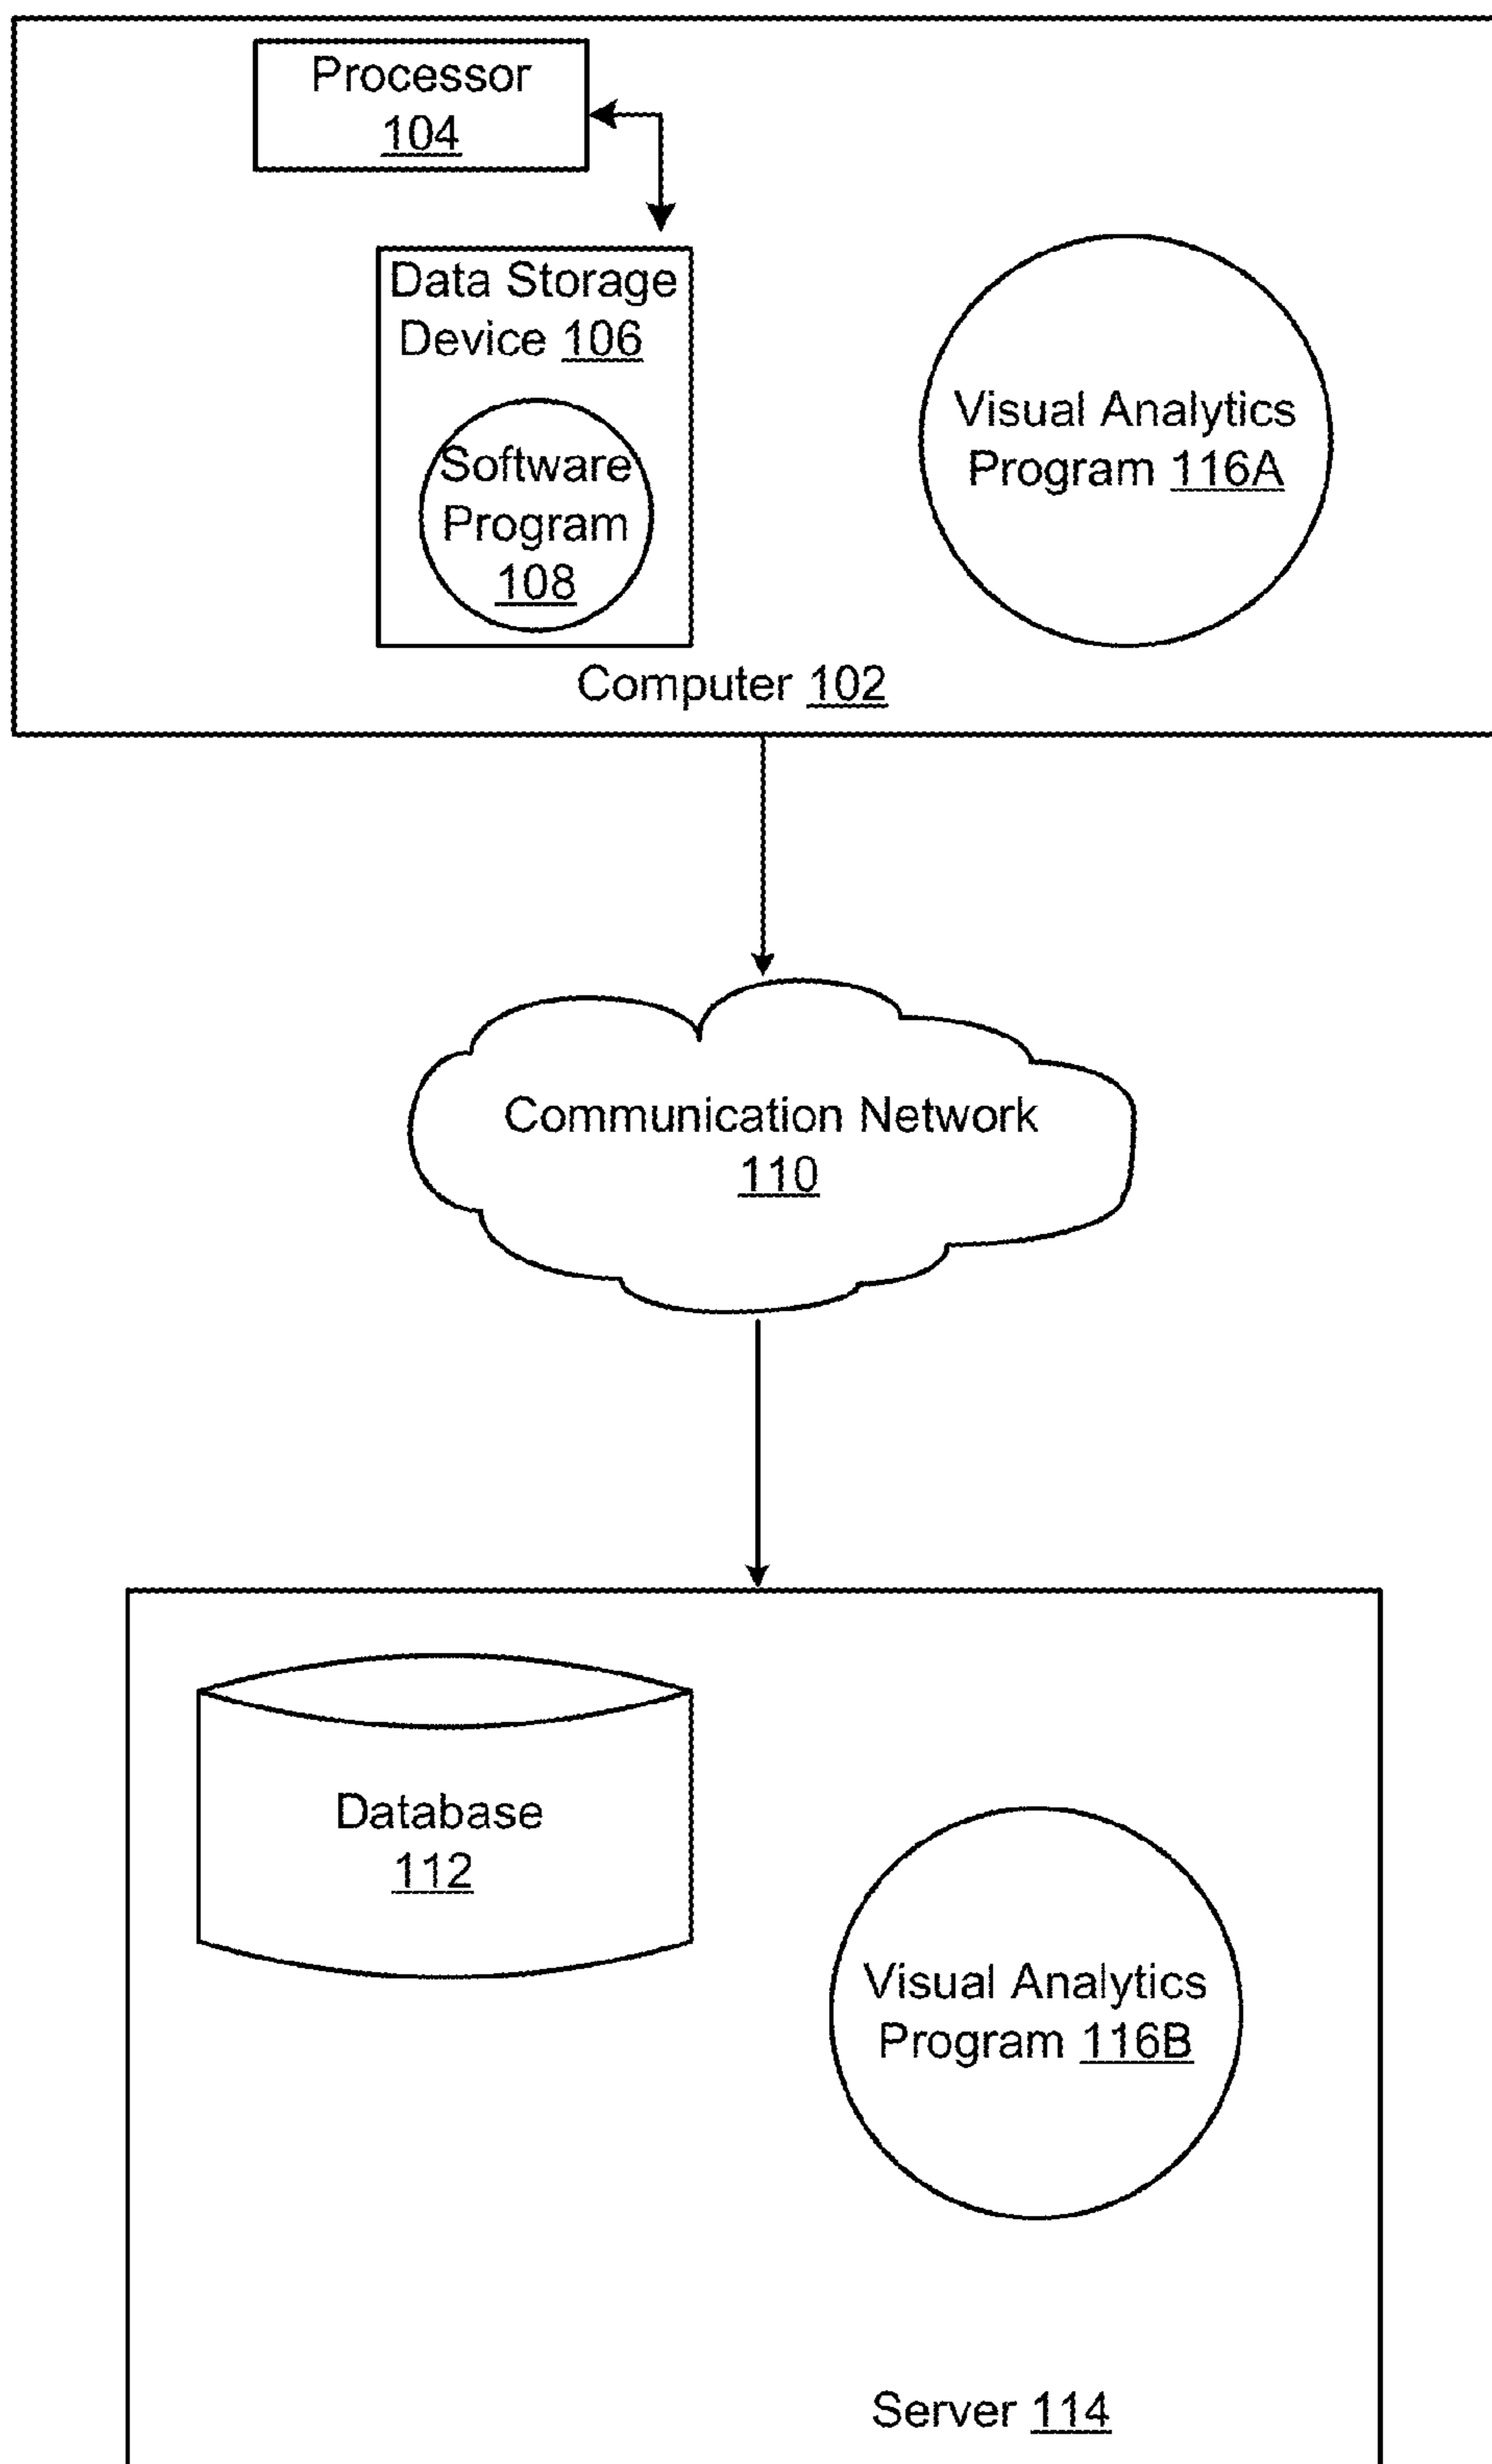 Processor
104
Data Storage
Device 106
Software
Program
108
Visual Analytics
Program 116A
Computer 102
Communication Network
110
Database
112
Visual Analytics
Program 116B
Server 114